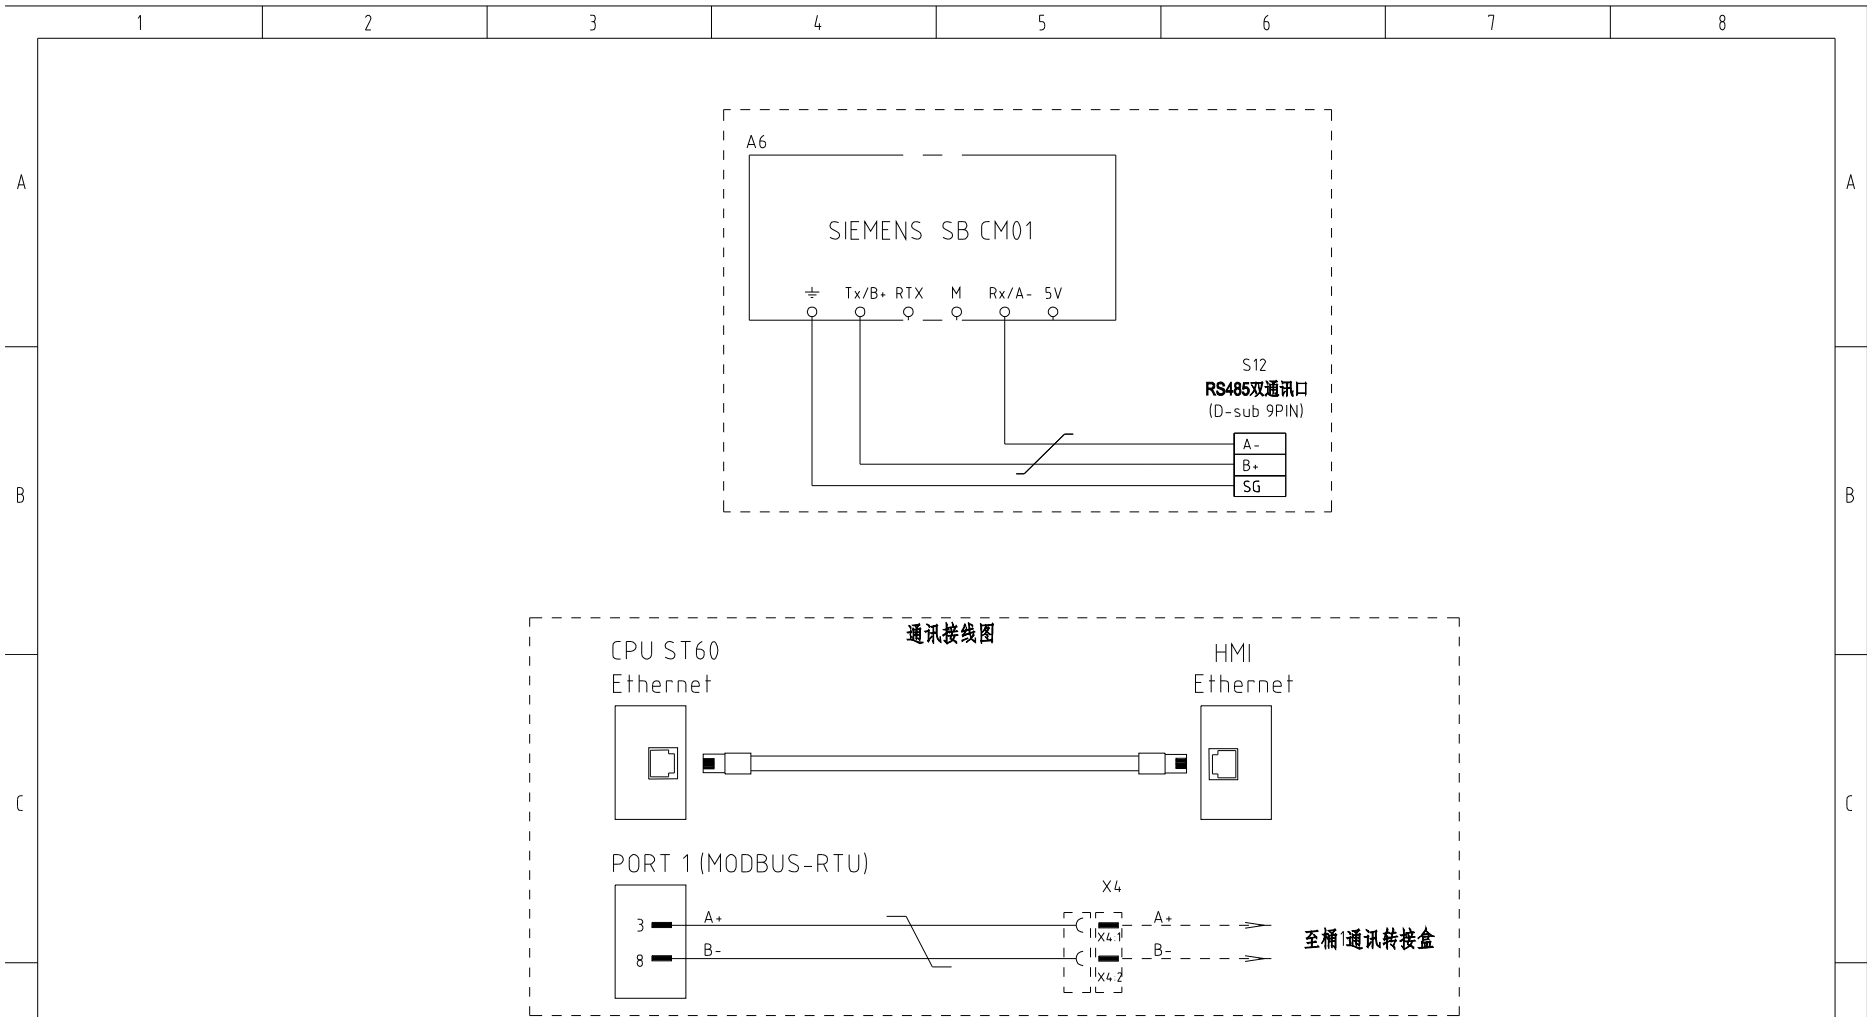 1 2 3 4 5 6 7 8
A6
A A
SIEMENS SB CM01
Tx/B+ RTX M Rx/A- 5V
S12
RS485双通讯口
(D-sub 9PIN)
A-
B+
SG
B B
通讯接线图
CPU ST60
Ethernet
HMI
Ethernet
C C
PORT 1 (MODBUS-RTU)
X4
3 A+ A+
X4:1
8 B- B-
X4:2
至桶1通讯转接盒